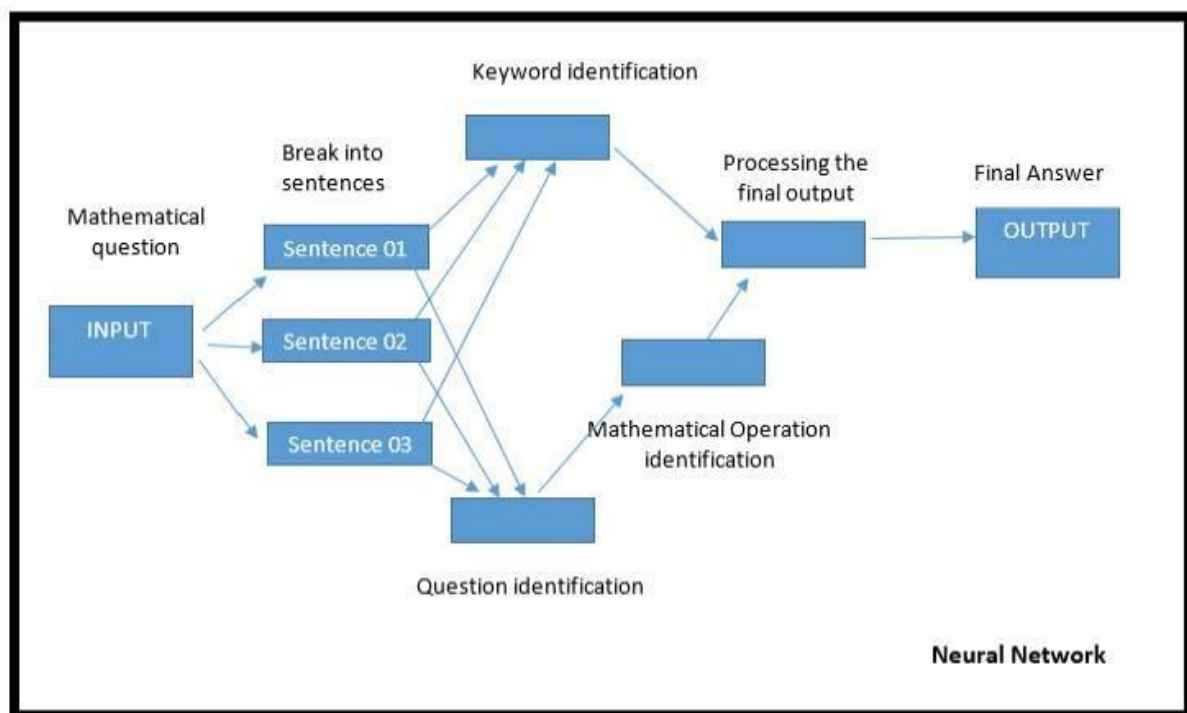 Keyword identification
Break into
sentences
Processing the
final output
Final Answer
Mathematical
question
Sentence 01
OUTPUT
INPUT
Sentence 02
Sentence 03
Mathematical Operation
identification
Question identification
Neural Network